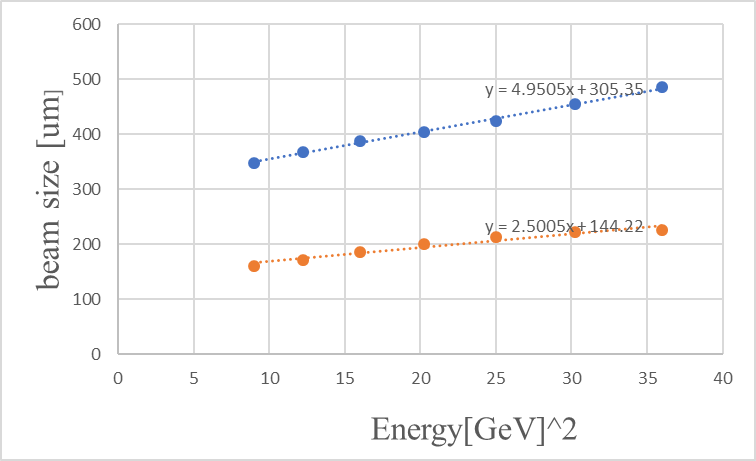 600
500
400
300
200
100
0
beam size [um]
y = 4.9505x + 305.35
y = 2.5005x + 144.22
0 5 10 15 20 25 30 35 40
Energy[GeV]^2